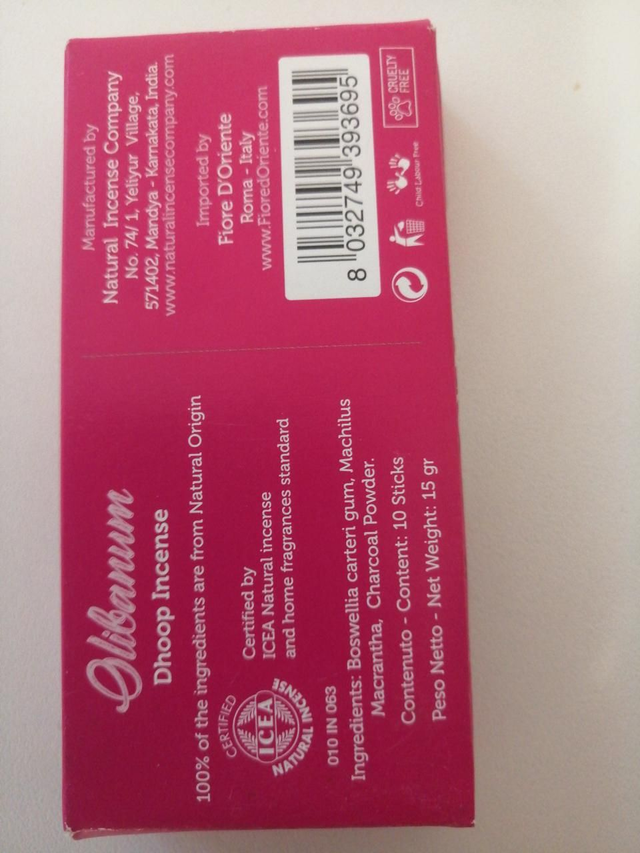 Olibanum
Dhoop Incense
100% of the ingredients are from Natural Origin
CERTIFIED
ICEA
NATURAL INCENSE
Certified by
ICEA Natural incense
and home fragrances standard
010 IN 063
Ingredients: Boswellia carteri gum, Machilus
Macrantha, Charcoal Powder.
Contenuto - Content: 10 Sticks
Peso Netto - Net Weight: 15 gr
Manufactured by
Natural Incense Company
No. 74/ 1, Yeliyur Village,
571402, Mandya - Karnakata, India.
www.naturalincensecompany.com
Imported by
Fiore D'Oriente
Roma - Italy
www.FioredOriente.com
8 032749 393695
Child Labour Free
CRUELTY
FREE